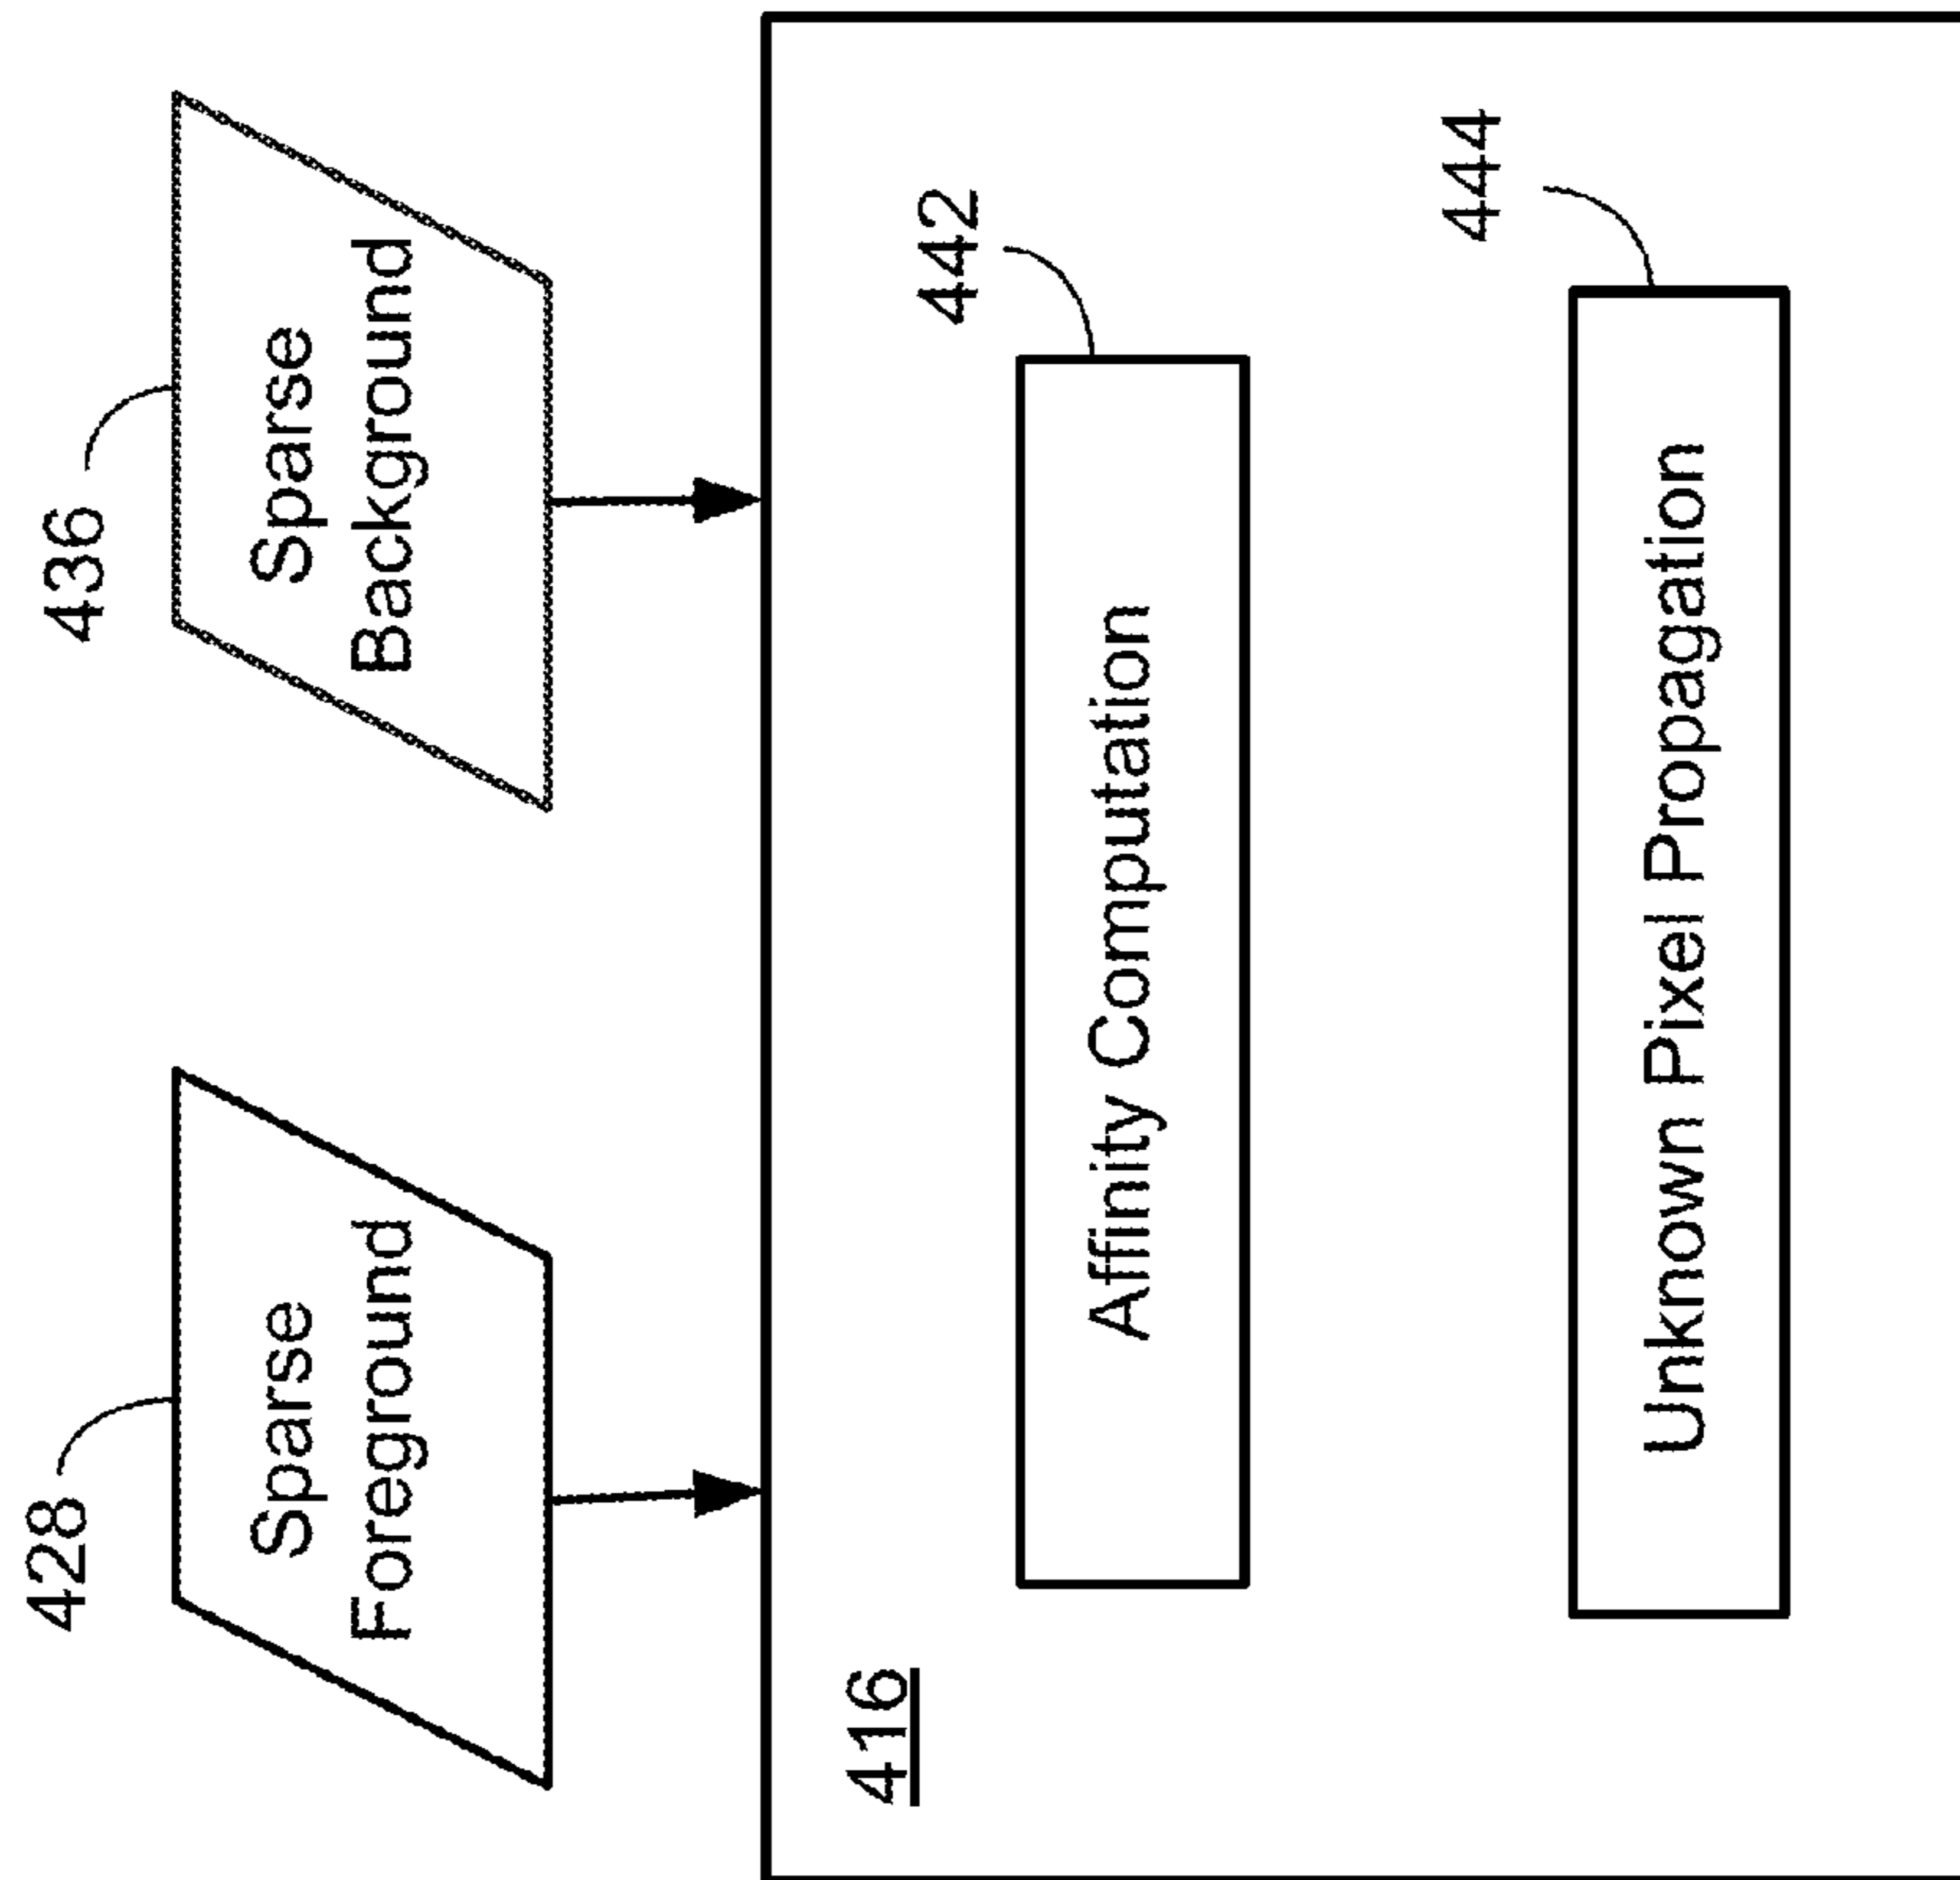 428
Sparse
Foreground
436
Sparse
Background
416
442
Affinity Computation
444
Unknown Pixel Propagation